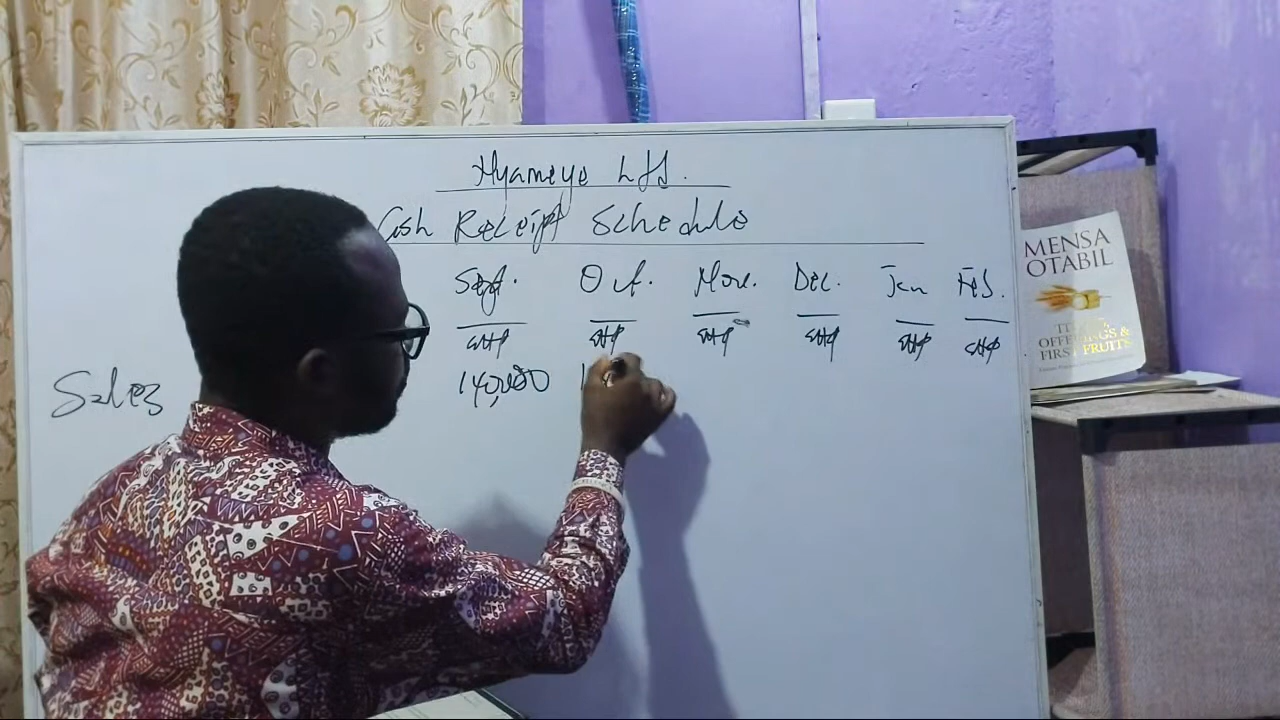 Nyameye Ltd.
Cash Receipt Schedule
Sept. Oct. Nov. Dec. Jan Feb.
GH¢ GH¢ GH¢ GH¢ GH¢ GH¢
Sales 140,000
MENSA
OTABIL
OFFERINGS &
FIRST FRUITS